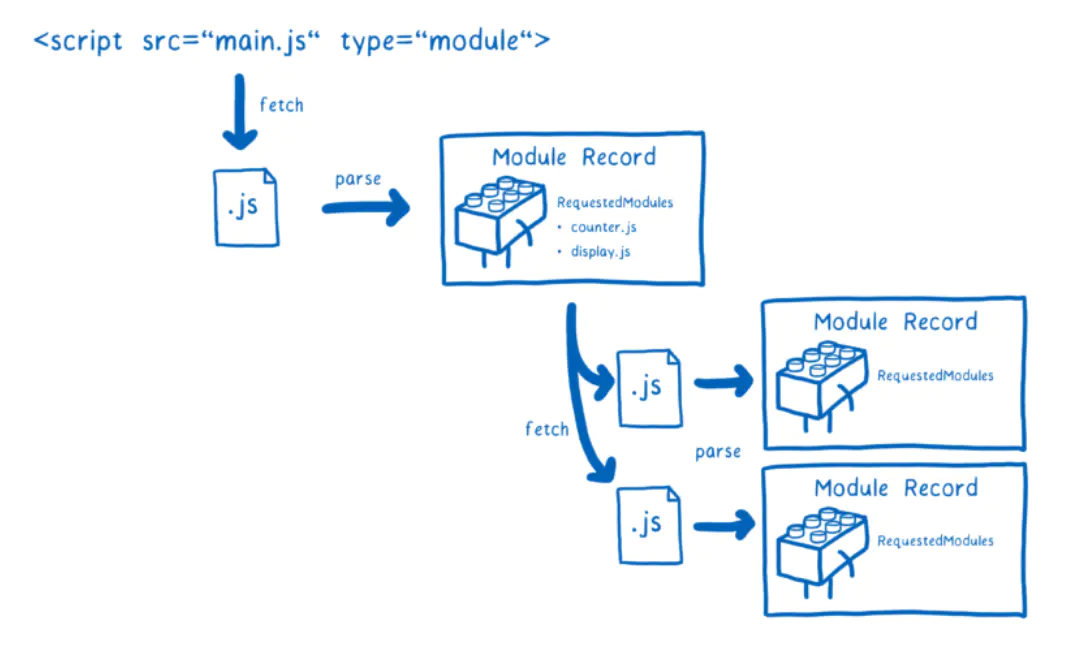 <script src=“main.js“ type=“module“>
fetch
.js
parse
Module Record
RequestedModules
• counter.js
• display.js
fetch
.js
.js
parse
Module Record
RequestedModules
Module Record
RequestedModules